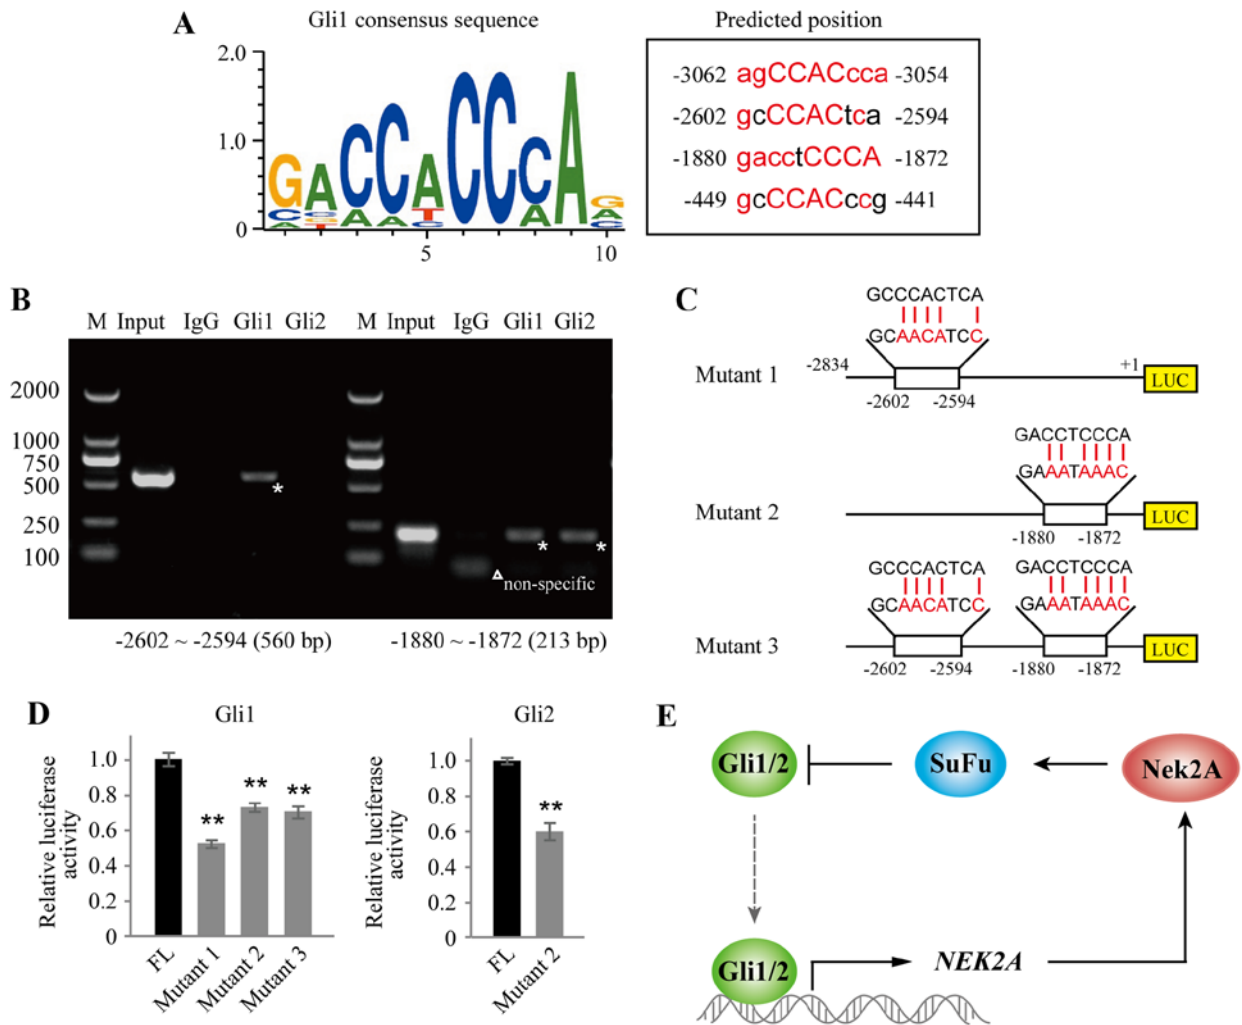 A
Gli1 consensus sequence
Predicted position
2.0
1.0
0
5
10
-3062 agCCACcca -3054
-2602 gcCCACtca -2594
-1880 gacctCCCA -1872
-449 gcCCACccg -441
B
M Input IgG Gli1 Gli2 M Input IgG Gli1 Gli2
2000
1000
750
500
250
100
*
*
*
non-specific
-2602 ~ -2594 (560 bp)
-1880 ~ -1872 (213 bp)
C
GCCCACTCA
GCAACATCC
Mutant 1
-2834
+1
LUC
-2602 -2594
GACCTCCCA
GAAATAAAC
Mutant 2
LUC
-1880 -1872
GCCCACTCA GACCTCCCA
GCAACATCC GAAATAAAC
Mutant 3
LUC
-2602 -2594 -1880 -1872
D
Gli1
Relative luciferase
activity
1.0
0.8
0.6
0.4
0.2
0
**
**
**
FL
Mutant 1
Mutant 2
Mutant 3
Gli2
Relative luciferase
activity
1.0
0.8
0.6
0.4
0.2
0
**
FL
Mutant 2
E
Gli1/2
SuFu
Nek2A
Gli1/2
NEK2A